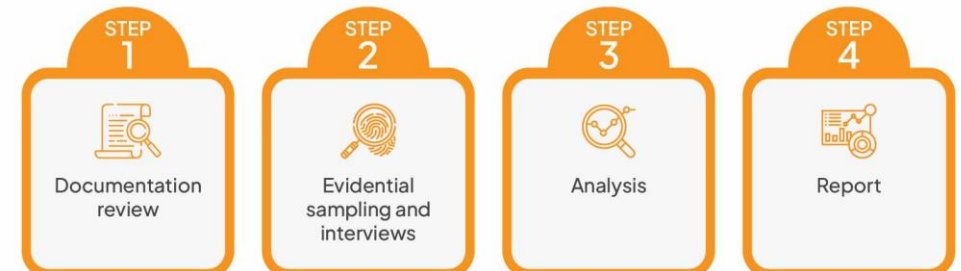 STEP
1
Documentation
review
STEP
2
Evidential
sampling and
interviews
STEP
3
Analysis
STEP
4
Report